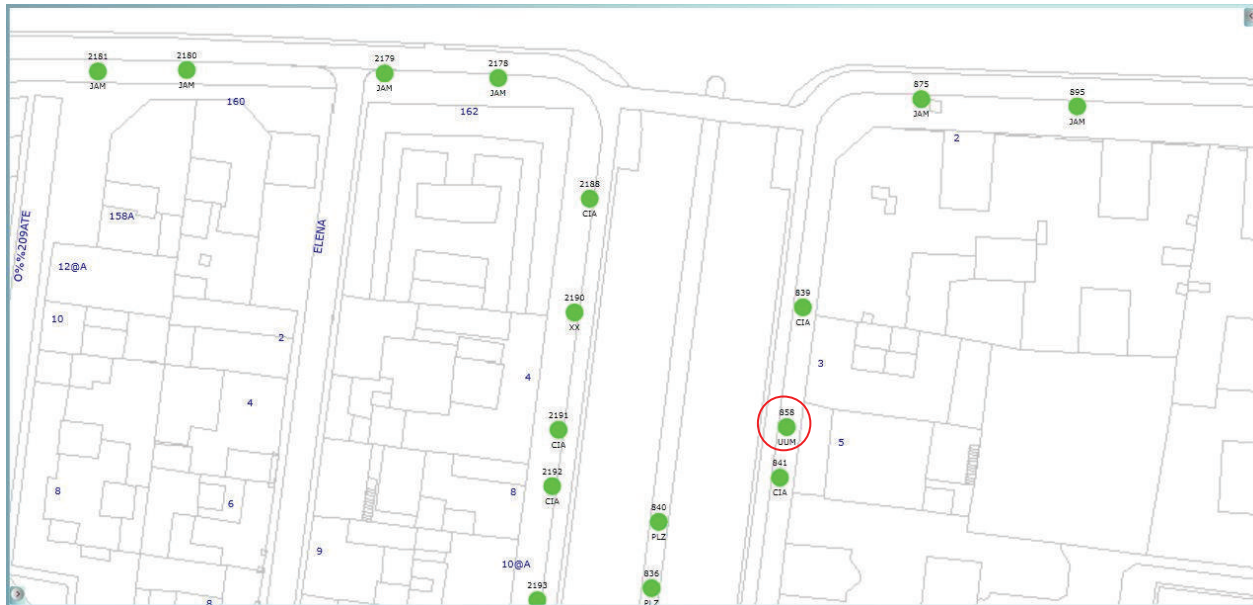 2181
JAM
2180
JAM
2179
JAM
2178
JAM
875
JAM
895
JAM
160
162
2
2188
CIA
158A
O%%209ATE
ELENA
12@A
10
2
2190
XX
839
CIA
3
4
4
2191
CIA
858
UUM
5
841
CIA
2192
CIA
8
8
6
840
PLZ
9
10@A
2193
836
PLZ